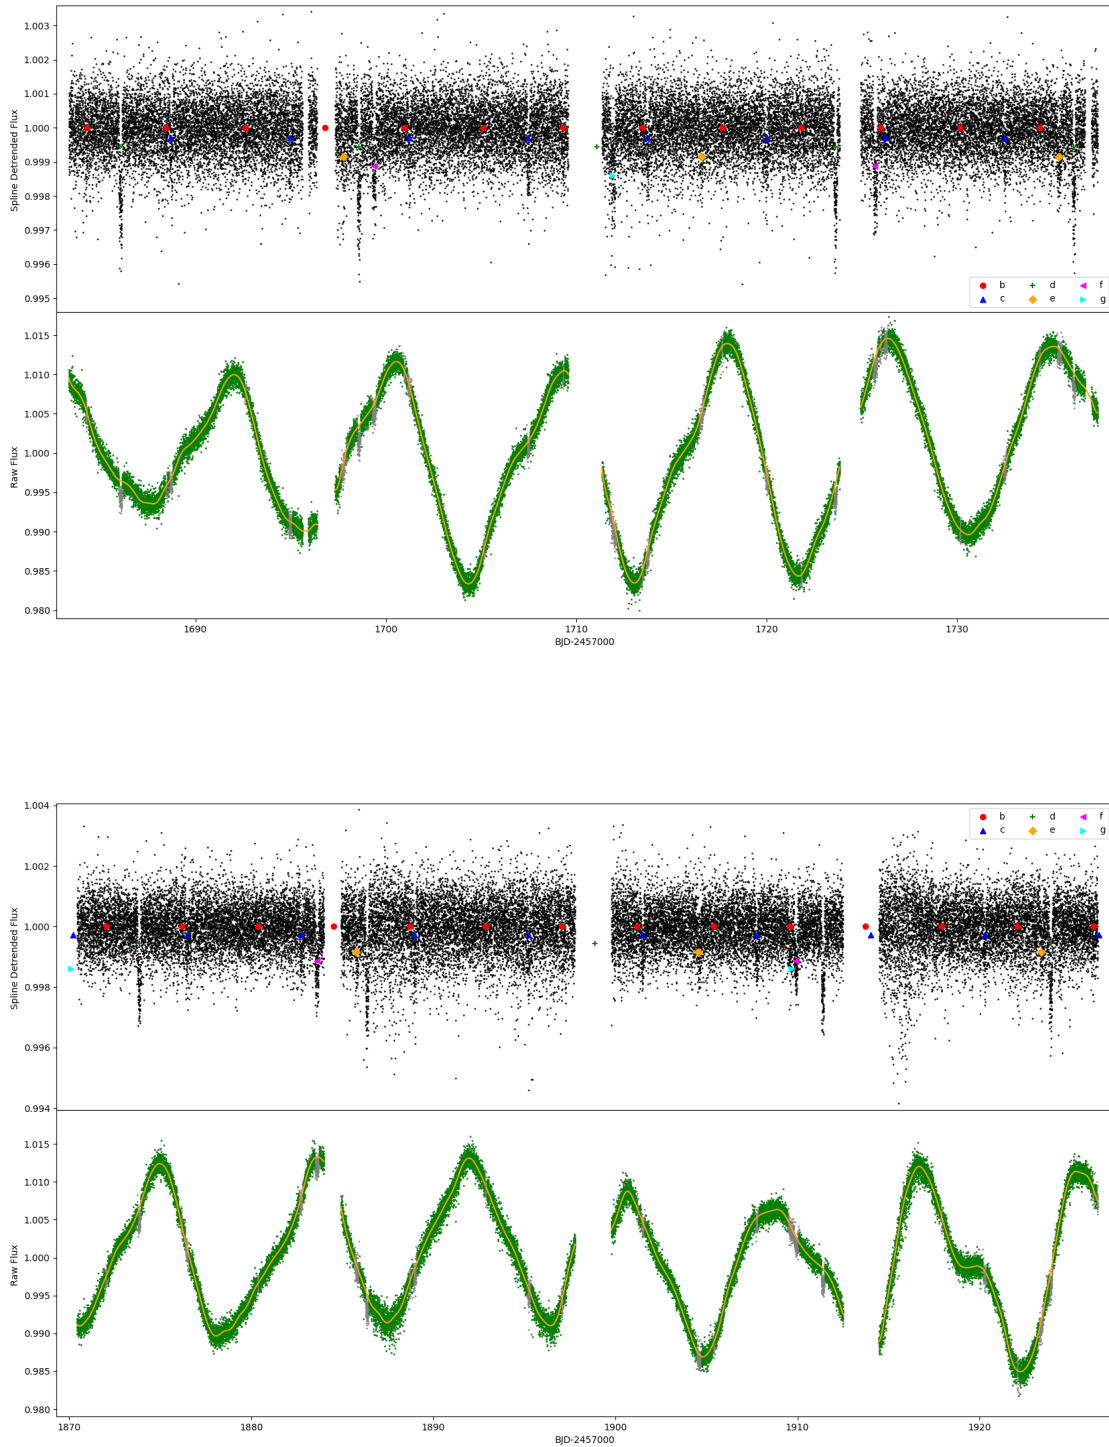 1.003
1.002
1.001
1.000
0.999
0.998
0.997
0.996
0.995
Spline Detrended Flux
b d f
c e g
1.015
1.010
1.005
1.000
0.995
0.990
0.985
0.980
Raw Flux
1690 1700 1710 1720 1730
BJD-2457000
1.004
1.002
1.000
0.998
0.996
0.994
Spline Detrended Flux
b d f
c e g
1.015
1.010
1.005
1.000
0.995
0.990
0.985
0.980
Raw Flux
1870 1880 1890 1900 1910 1920
BJD-2457000